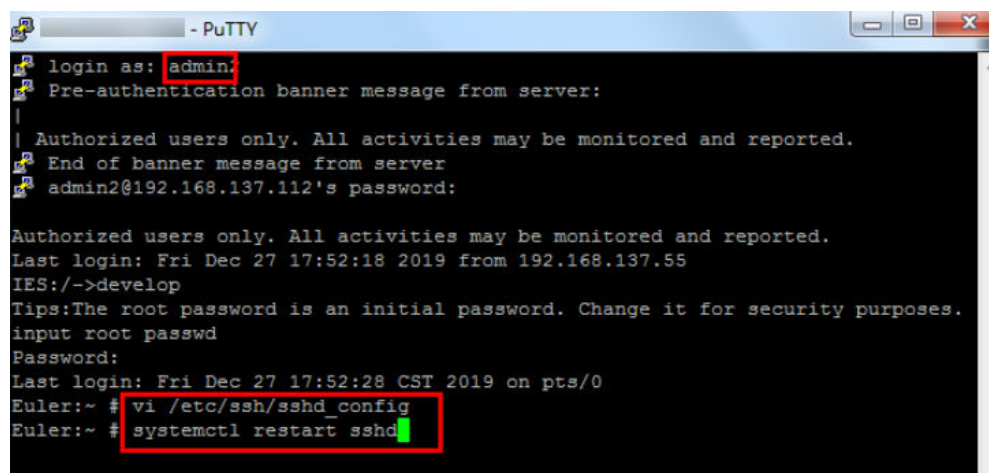 - PuTTY
login as: admin2
Pre-authentication banner message from server:
|
| Authorized users only. All activities may be monitored and reported.
End of banner message from server
admin2@192.168.137.112's password:
Authorized users only. All activities may be monitored and reported.
Last login: Fri Dec 27 17:52:18 2019 from 192.168.137.55
IES:/->develop
Tips:The root password is an initial password. Change it for security purposes.
input root passwd
Password:
Last login: Fri Dec 27 17:52:28 CST 2019 on pts/0
Euler:~ # vi /etc/ssh/sshd_config
Euler:~ # systemctl restart sshd